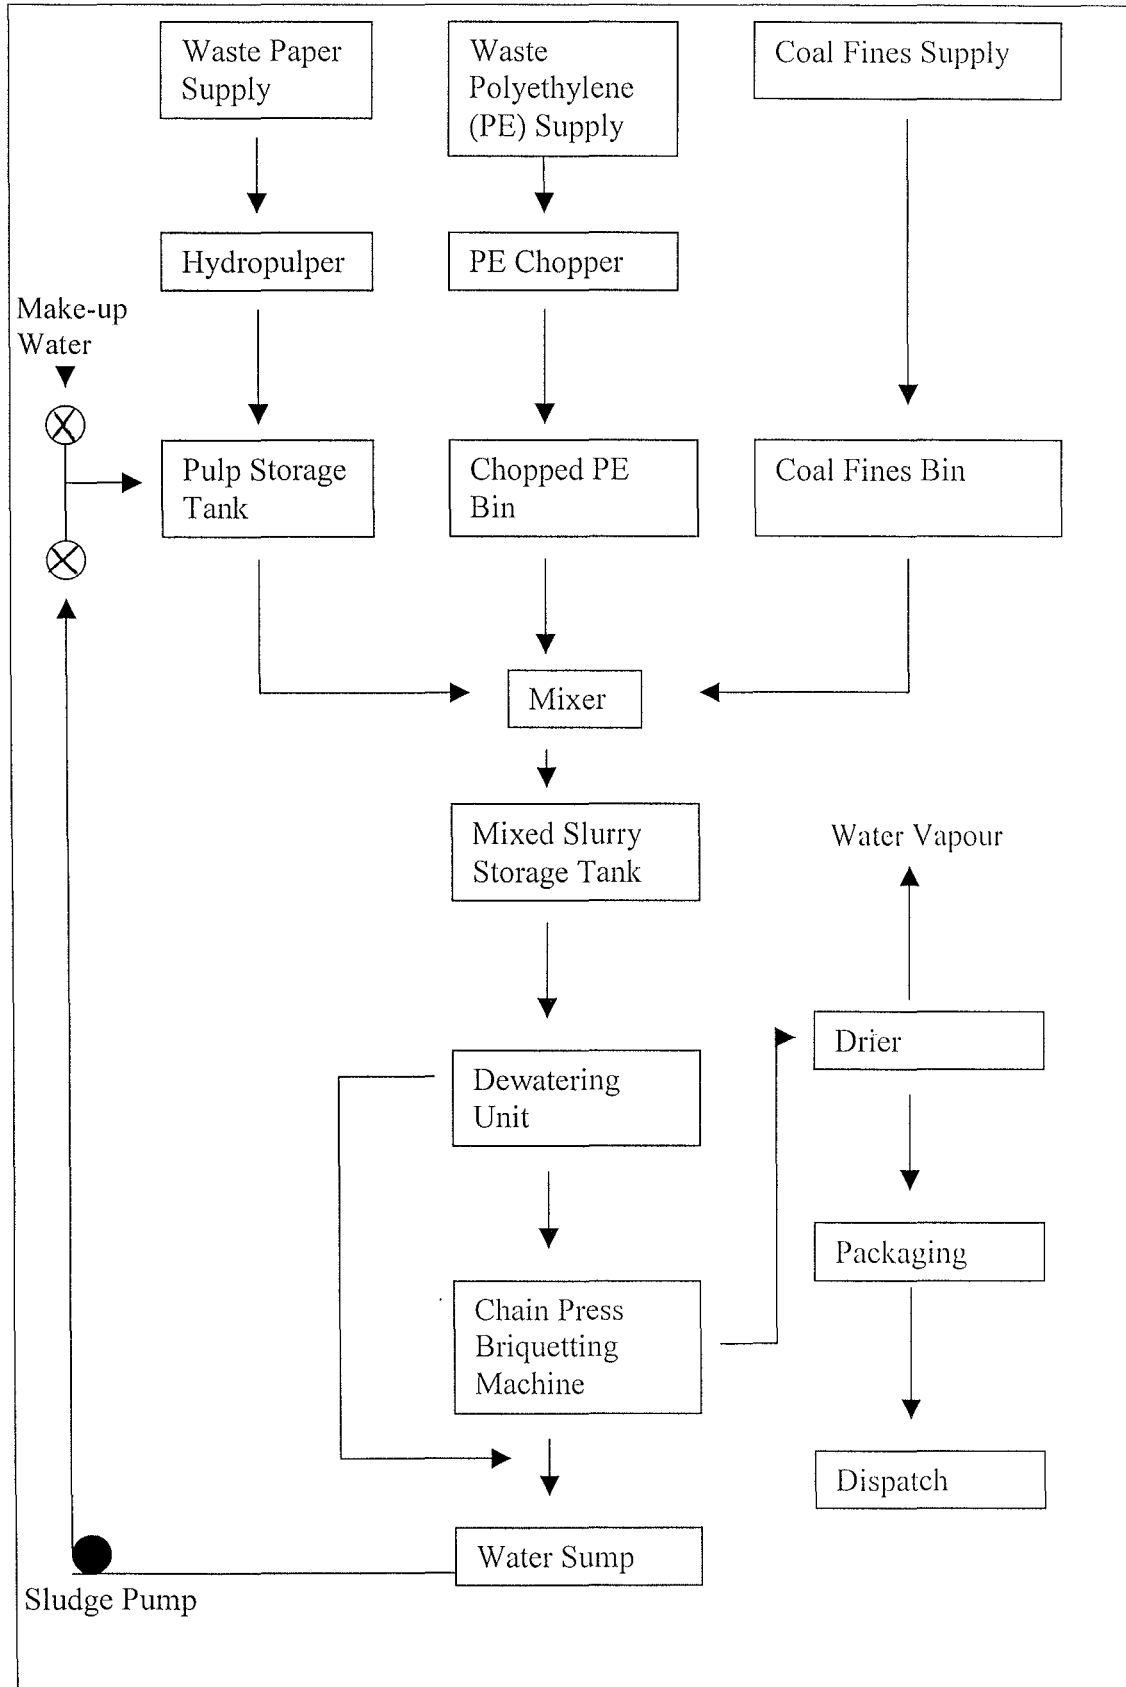 Waste Paper
Supply
Waste
Polyethylene
(PE) Supply
Coal Fines Supply
Hydropulper
PE Chopper
Make-up
Water
Pulp Storage
Tank
Chopped PE
Bin
Coal Fines Bin
Mixer
Mixed Slurry
Storage Tank
Water Vapour
Dewatering
Unit
Drier
Packaging
Chain Press
Briquetting
Machine
Dispatch
Water Sump
Sludge Pump